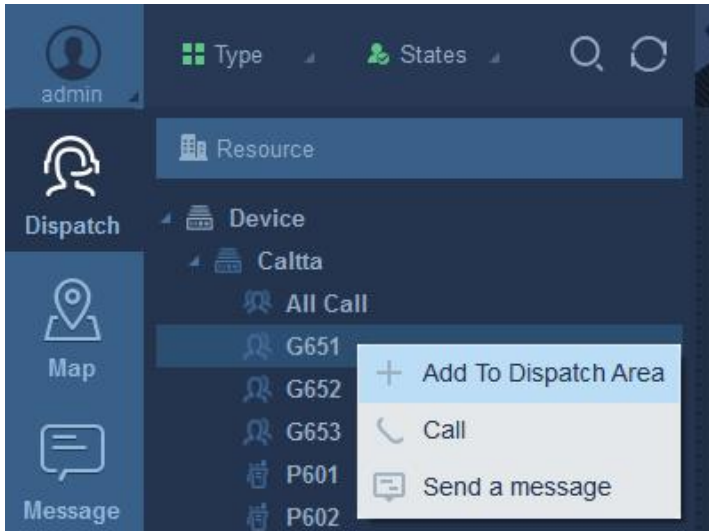 admin
Type
States
Resource
Dispatch
Device
Caltta
All Call
G651
Add To Dispatch Area
Map
G652
G653
Call
P601
Send a message
Message
P602